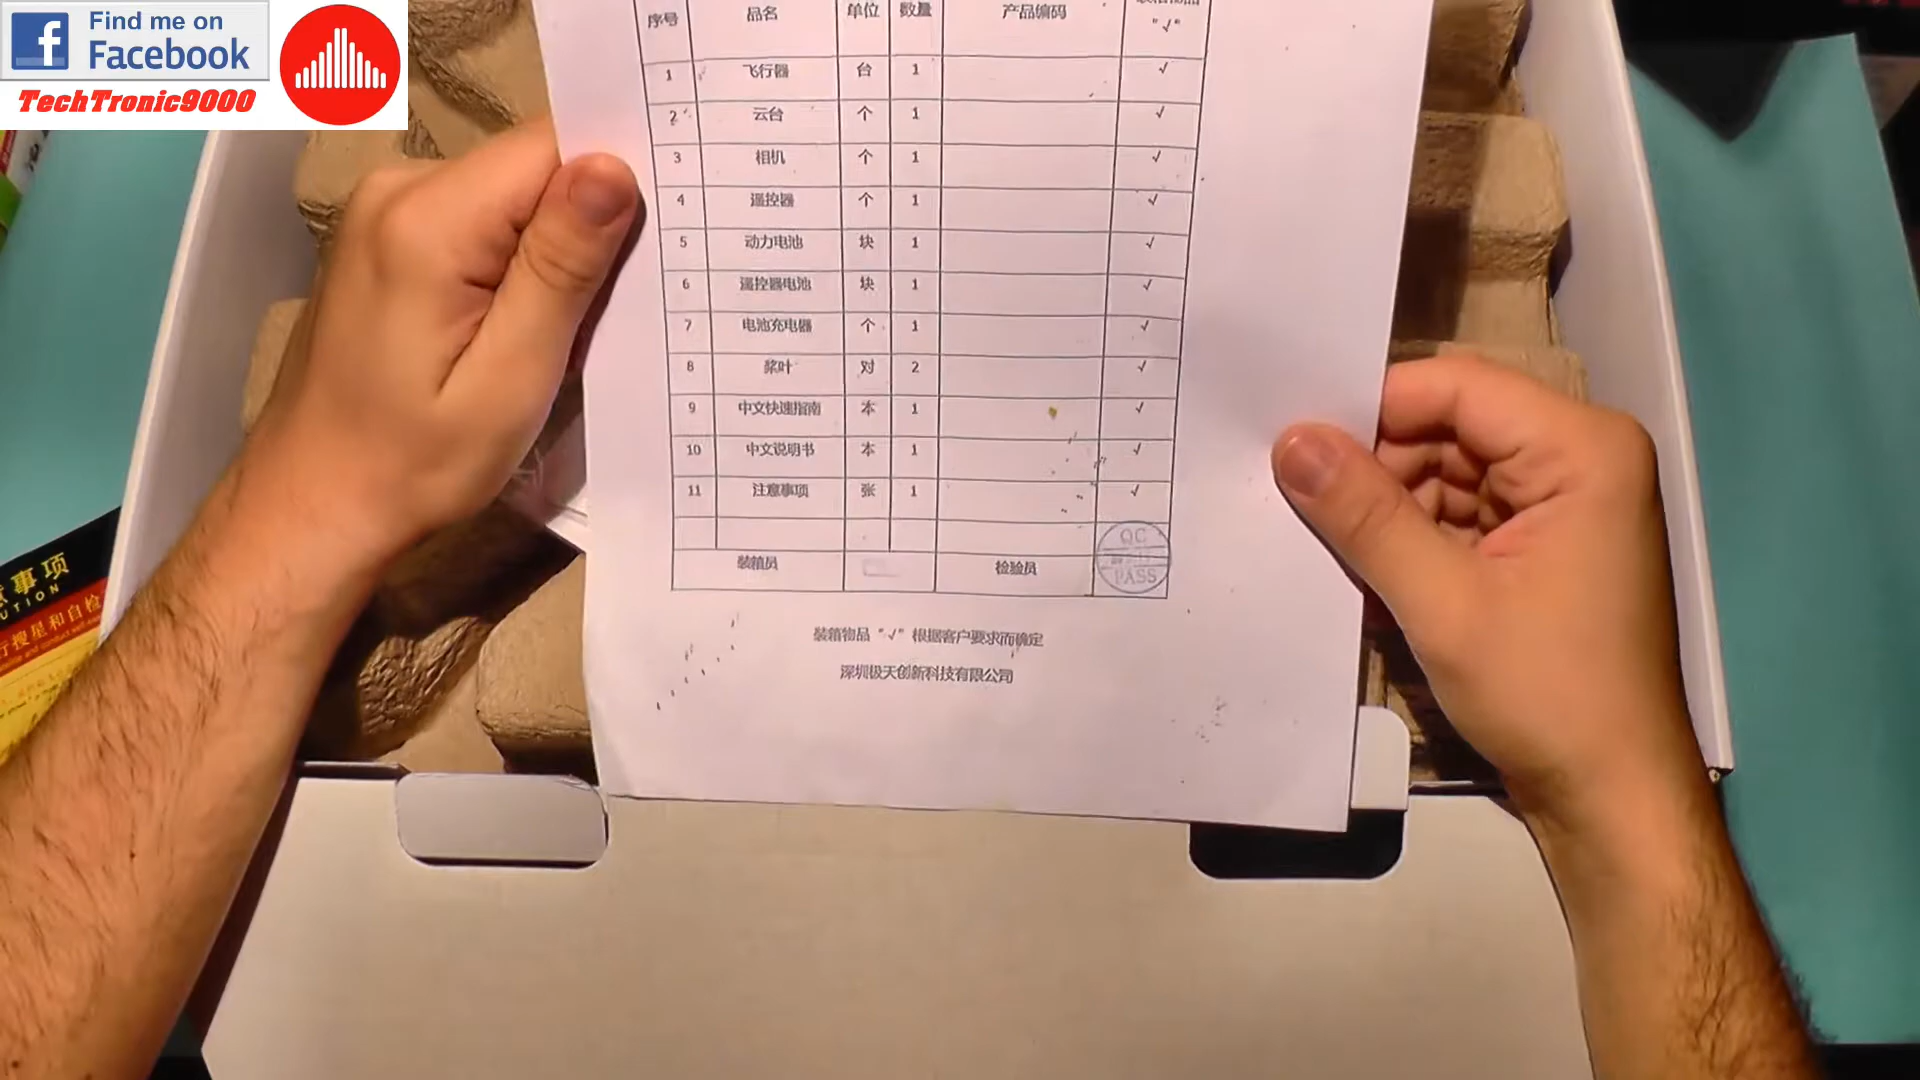 Find me on
Facebook
TechTronic9000
序号 品名 单位 数量 产品编码 "√"
1 飞行器 台 1 √
2 云台 个 1 √
3 相机 个 1 √
4 遥控器 个 1 √
5 动力电池 块 1 √
6 遥控器电池 块 1 √
7 电池充电器 个 1 √
8 桨叶 对 2 √
9 中文快速指南 本 1 √
10 中文说明书 本 1 √
11 注意事项 张 1 √
装箱员 检验员
QC
PASS
装箱物品 "√" 根据客户要求而确定
深圳极天创新科技有限公司
事项
UTION
行搜星和自检